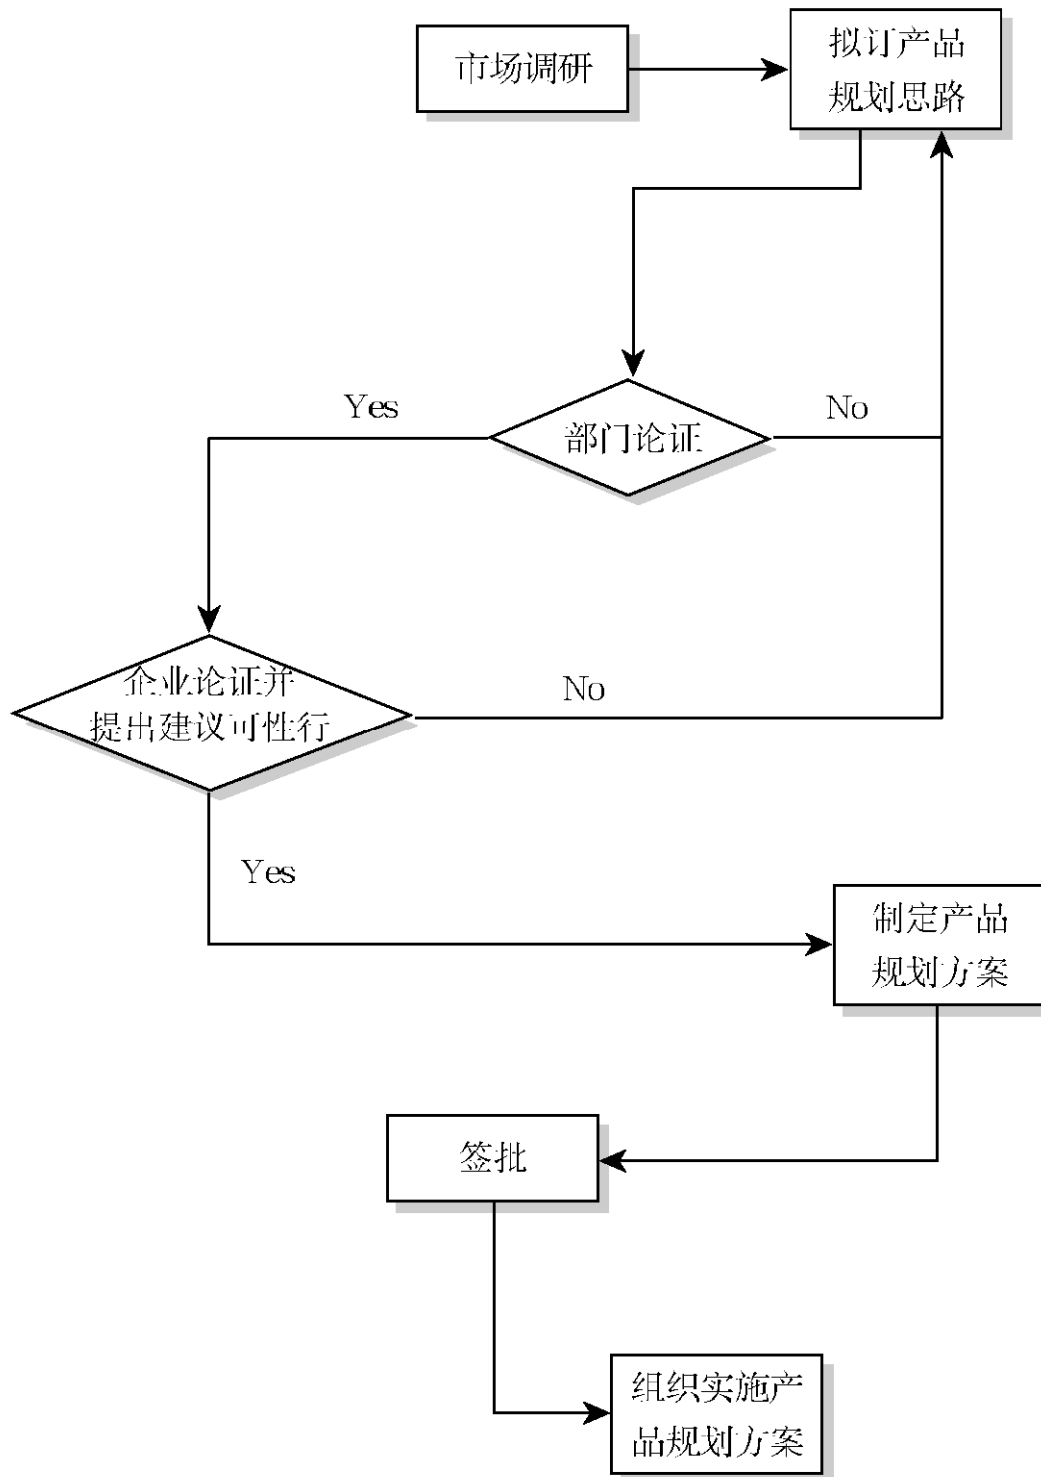 市场调研
拟订产品
规划思路
Yes
部门论证
No
企业论证并
提出建议可性行
No
Yes
制定产品
规划方案
签批
组织实施产
品规划方案